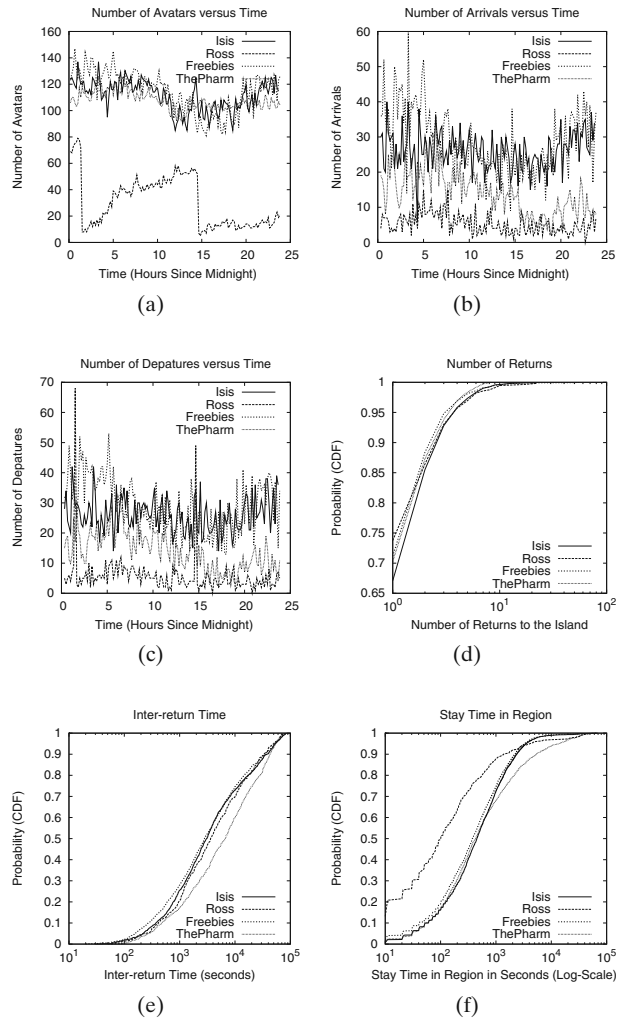 Number of Avatars versus Time
Number of Avatars
160
140
120
100
80
60
40
20
0
Isis
Ross
Freebies
ThePharm
0 5 10 15 20 25
Time (Hours Since Midnight)
(a)
Number of Arrivals versus Time
Number of Arrivals
60
50
40
30
20
10
0
Isis
Ross
Freebies
ThePharm
0 5 10 15 20 25
Time (Hours Since Midnight)
(b)
Number of Depatures versus Time
Number of Depatures
70
60
50
40
30
20
10
0
Isis
Ross
Freebies
ThePharm
0 5 10 15 20 25
Time (Hours Since Midnight)
(c)
Number of Returns
Probability (CDF)
1
0.95
0.9
0.85
0.8
0.75
0.7
0.65
Isis
Ross
Freebies
ThePharm
10^0 10^1 10^2
Number of Returns to the Island
(d)
Inter-return Time
Probability (CDF)
1
0.9
0.8
0.7
0.6
0.5
0.4
0.3
0.2
0.1
0
Isis
Ross
Freebies
ThePharm
10^1 10^2 10^3 10^4 10^5
Inter-return Time (seconds)
(e)
Stay Time in Region
Probability (CDF)
1
0.9
0.8
0.7
0.6
0.5
0.4
0.3
0.2
0.1
0
Isis
Ross
Freebies
ThePharm
10^1 10^2 10^3 10^4 10^5
Stay Time in Region in Seconds (Log-Scale)
(f)